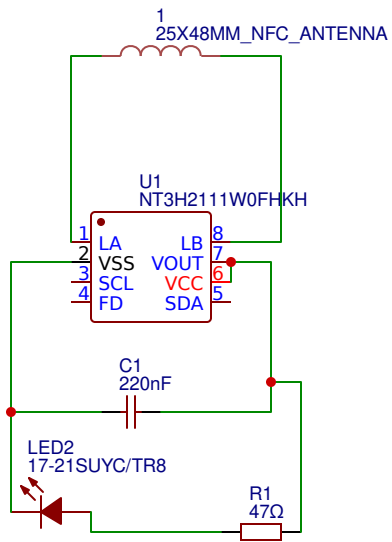 1
25X48MM_NFC_ANTENNA
U1
NT3H2111W0FHKH
1 LA LB 8
2 VSS VOUT 7
3 SCL VCC 6
4 FD SDA 5
C1
220nF
LED2
17-21SUYC/TR8
R1
47Ω